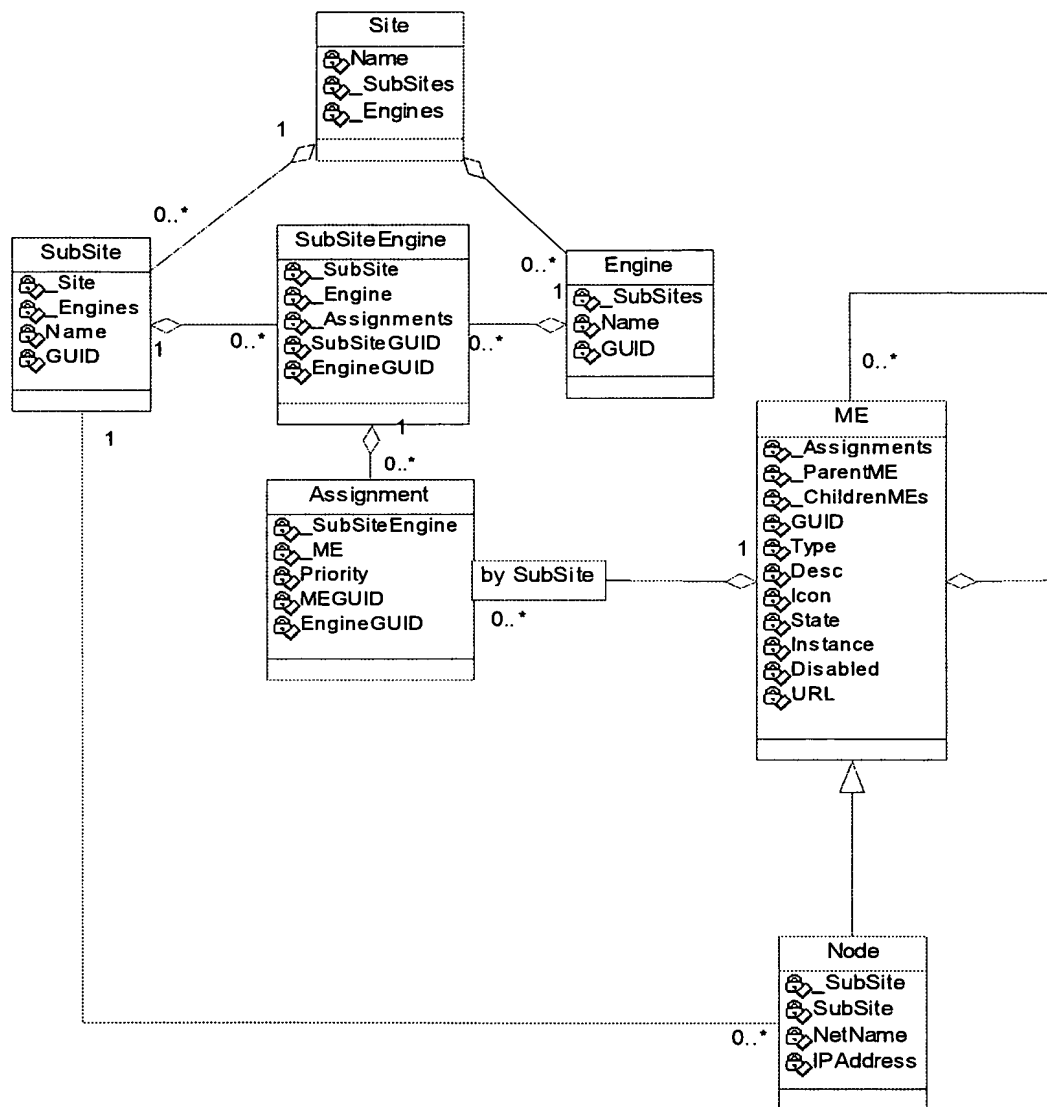 Site
Name
_SubSites
_Engines
1
0..*
SubSite
_Site
_Engines
Name
GUID
1
0..*
SubSiteEngine
_SubSite
_Engine
_Assignments
SubSiteGUID
EngineGUID
0..*
1
0..*
Engine
_SubSites
Name
GUID
1
1
0..*
Assignment
_SubSiteEngine
_ME
Priority
MEGUID
EngineGUID
by SubSite
0..*
1
0..*
ME
_Assignments
_ParentME
_ChildrenMEs
GUID
Type
Desc
Icon
State
Instance
Disabled
URL
Node
_SubSite
SubSite
NetName
IPAddress
0..*